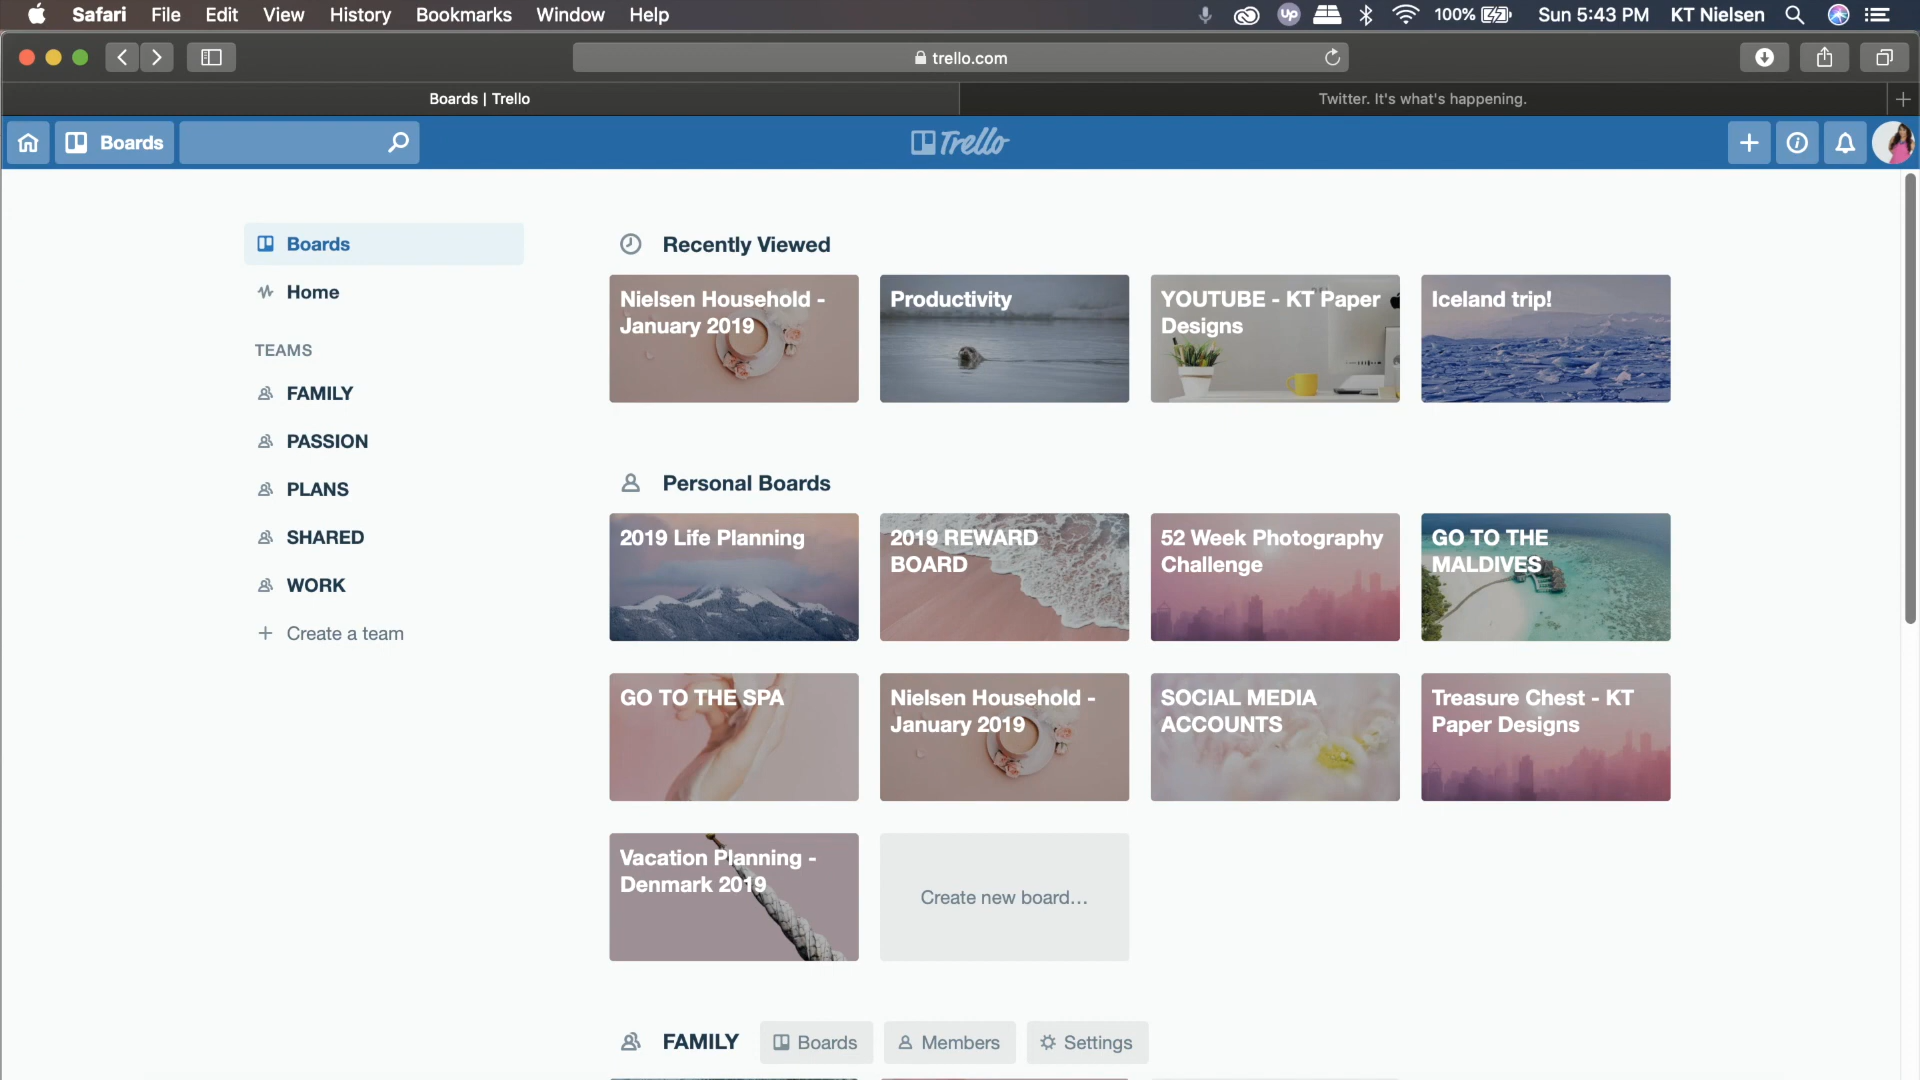 Safari File Edit View History Bookmarks Window Help
100% Sun 5:43 PM KT Nielsen
trello.com
Boards | Trello
Twitter. It's what's happening.
Boards
Trello
Boards
Home
TEAMS
FAMILY
PASSION
PLANS
SHARED
WORK
Create a team
Recently Viewed
Nielsen Household -
January 2019
Productivity
YOUTUBE - KT Paper
Designs
Iceland trip!
Personal Boards
2019 Life Planning
2019 REWARD
BOARD
52 Week Photography
Challenge
GO TO THE
MALDIVES
GO TO THE SPA
Nielsen Household -
January 2019
SOCIAL MEDIA
ACCOUNTS
Treasure Chest - KT
Paper Designs
Vacation Planning -
Denmark 2019
Create new board...
FAMILY
Boards
Members
Settings